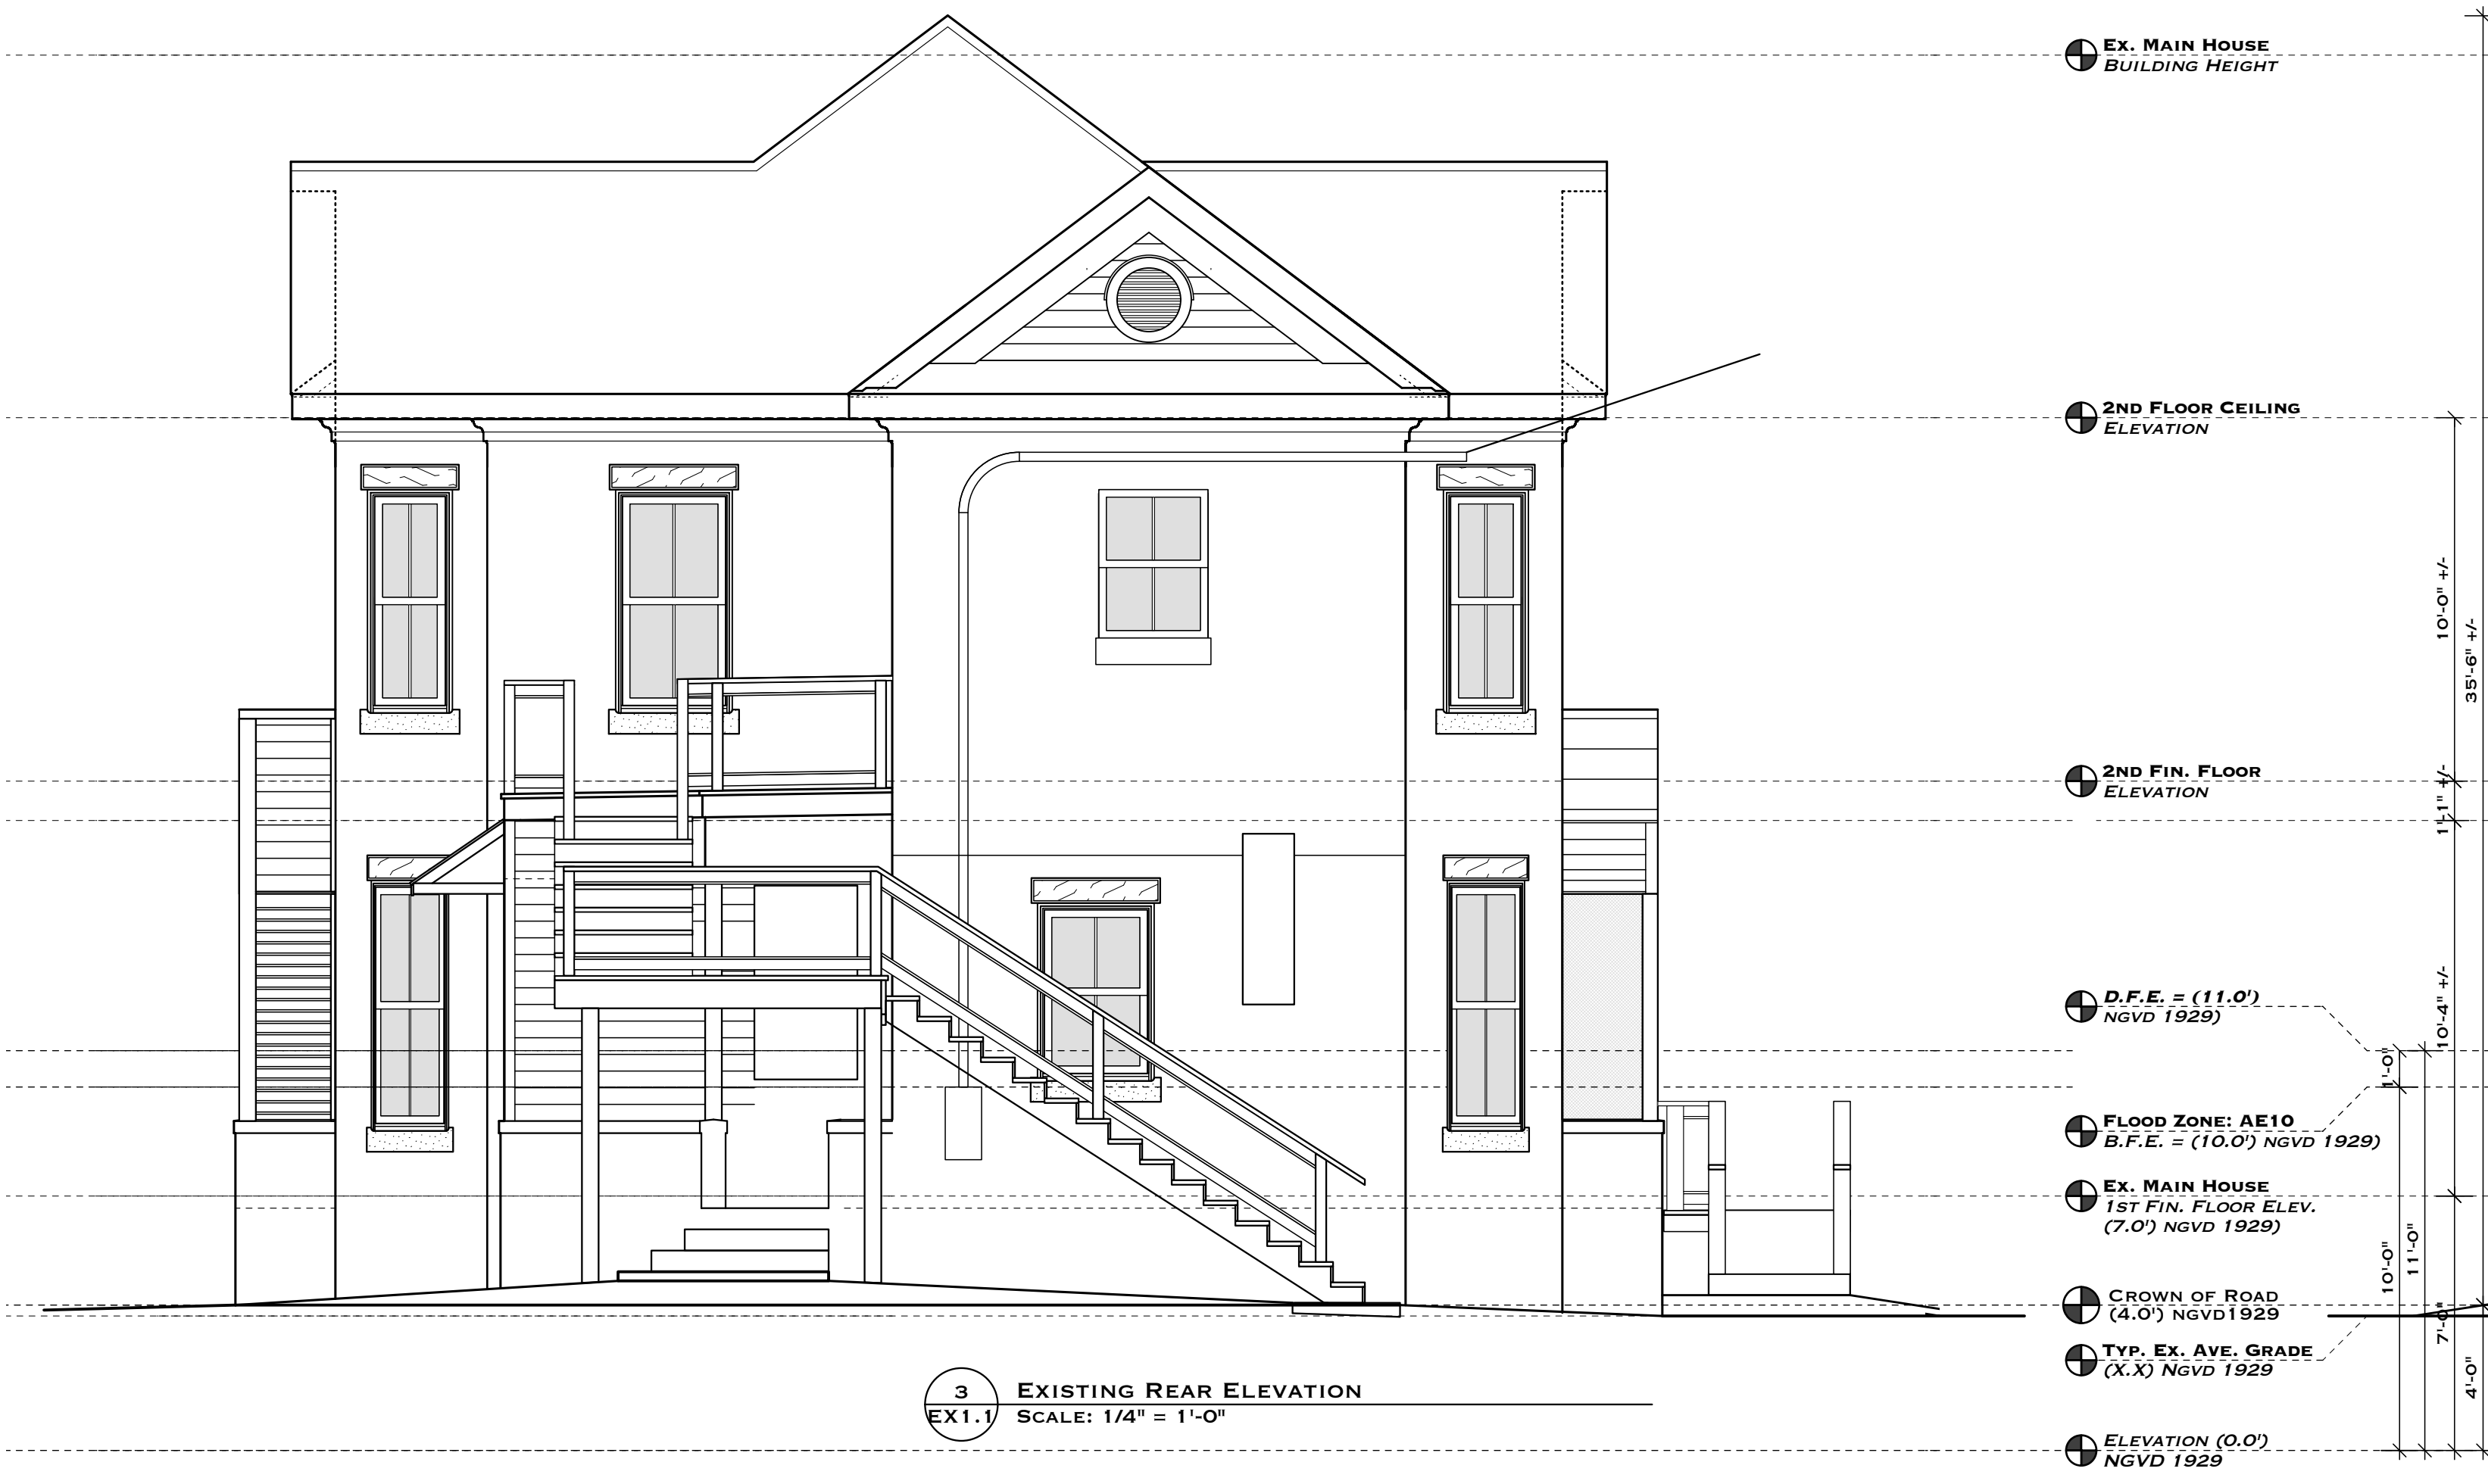 Ex. Main House
Building Height
2nd Floor Ceiling
Elevation
10'-0" +/-
35'-6" +/-
2nd Fin. Floor
Elevation
1'-1" +/-
D.F.E. = (11.0')
NGVD 1929)
10'-4" +/-
1'-0"
Flood Zone: AE10
B.F.E. = (10.0') NGVD 1929)
Ex. Main House
1st Fin. Floor Elev.
(7.0') NGVD 1929)
10'-0"
11'-0"
Crown of Road
(4.0') NGVD1929
7'-0"
Typ. Ex. Ave. Grade
(X.X) NGVD 1929
4'-0"
3
EX1.1
Existing Rear Elevation
Scale: 1/4" = 1'-0"
Elevation (0.0')
NGVD 1929